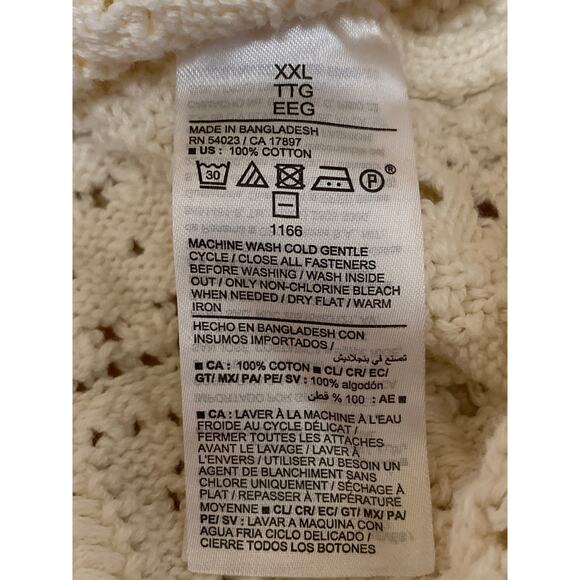 XXL
TTG
EEG
MADE IN BANGLADESH
RN 54023 / CA 17897
■ US : 100% COTTON
30 P ®
1166
MACHINE WASH COLD GENTLE
CYCLE / CLOSE ALL FASTENERS
BEFORE WASHING / WASH INSIDE
OUT / ONLY NON-CHLORINE BLEACH
WHEN NEEDED / DRY FLAT / WARM
IRON
HECHO EN BANGLADESH CON
INSUMOS IMPORTADOS /
تصنع في بنجلاديش
■ CA : 100% COTON ■ CL/ CR/ EC/
GT/ MX/ PA/ PE/ SV : 100% algodón
■ AE : 100 % قطن
■ CA : LAVER À LA MACHINE À L'EAU
FROIDE AU CYCLE DÉLICAT /
FERMER TOUTES LES ATTACHES
AVANT LE LAVAGE / LAVER À
L'ENVERS / UTILISER AU BESOIN UN
AGENT DE BLANCHIMENT SANS
CHLORE UNIQUEMENT / SÉCHAGE À
PLAT / REPASSER À TEMPÉRATURE
MOYENNE ■ CL/ CR/ EC/ GT/ MX/ PA/
PE/ SV : LAVAR A MAQUINA CON
AGUA FRIA CICLO DELICADO /
CIERRE TODOS LOS BOTONES